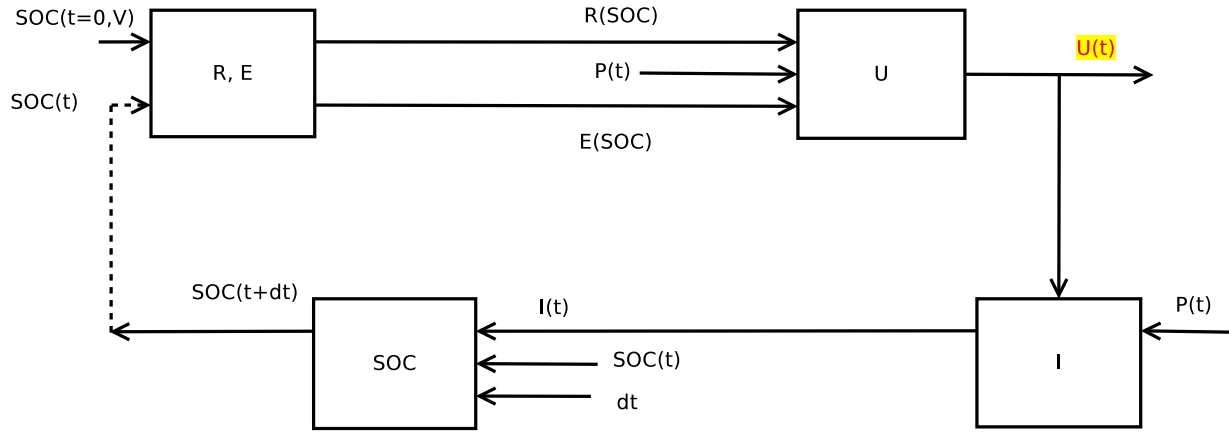 SOC(t=0,V)
R(SOC)
U(t)
R, E
P(t)
U
SOC(t)
E(SOC)
SOC(t+dt)
I(t)
P(t)
SOC
SOC(t)
I
dt